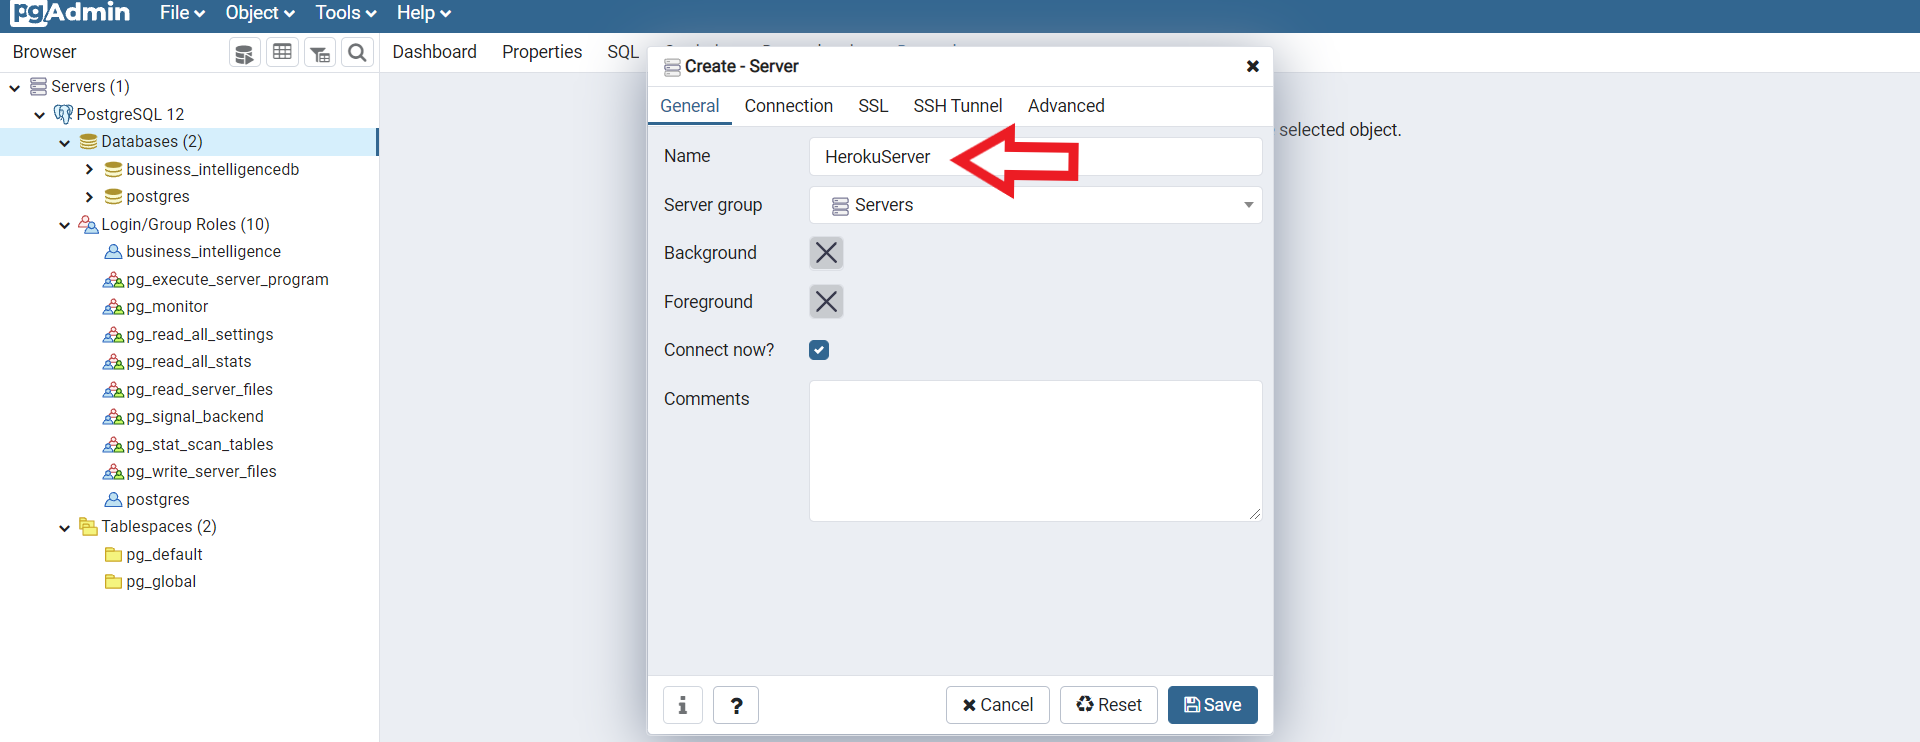 pgAdmin File Object Tools Help
Browser
Dashboard Properties SQL
Servers (1)
PostgreSQL 12
Databases (2)
business_intelligencedb
postgres
Login/Group Roles (10)
business_intelligence
pg_execute_server_program
pg_monitor
pg_read_all_settings
pg_read_all_stats
pg_read_server_files
pg_signal_backend
pg_stat_scan_tables
pg_write_server_files
postgres
Tablespaces (2)
pg_default
pg_global
Create - Server
General Connection SSL SSH Tunnel Advanced
selected object.
Name HerokuServer
Server group Servers
Background
Foreground
Connect now?
Comments
i ? Cancel Reset Save